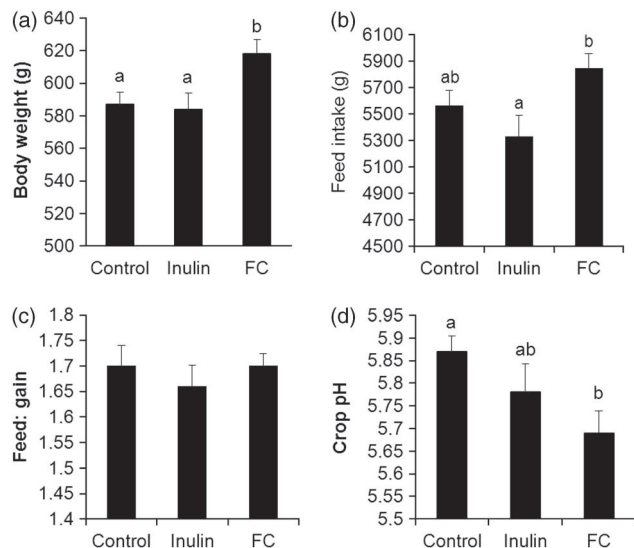 (a)
Body weight (g)
640
620
600
580
560
540
520
500
a
a
b
Control
Inulin
FC
(b)
Feed intake (g)
6100
5900
5700
5500
5300
5100
4900
4700
4500
ab
a
b
Control
Inulin
FC
(c)
Feed: gain
1.8
1.75
1.7
1.65
1.6
1.55
1.5
1.45
1.4
Control
Inulin
FC
(d)
Crop pH
5.95
5.9
5.85
5.8
5.75
5.7
5.65
5.6
5.55
5.5
a
ab
b
Control
Inulin
FC